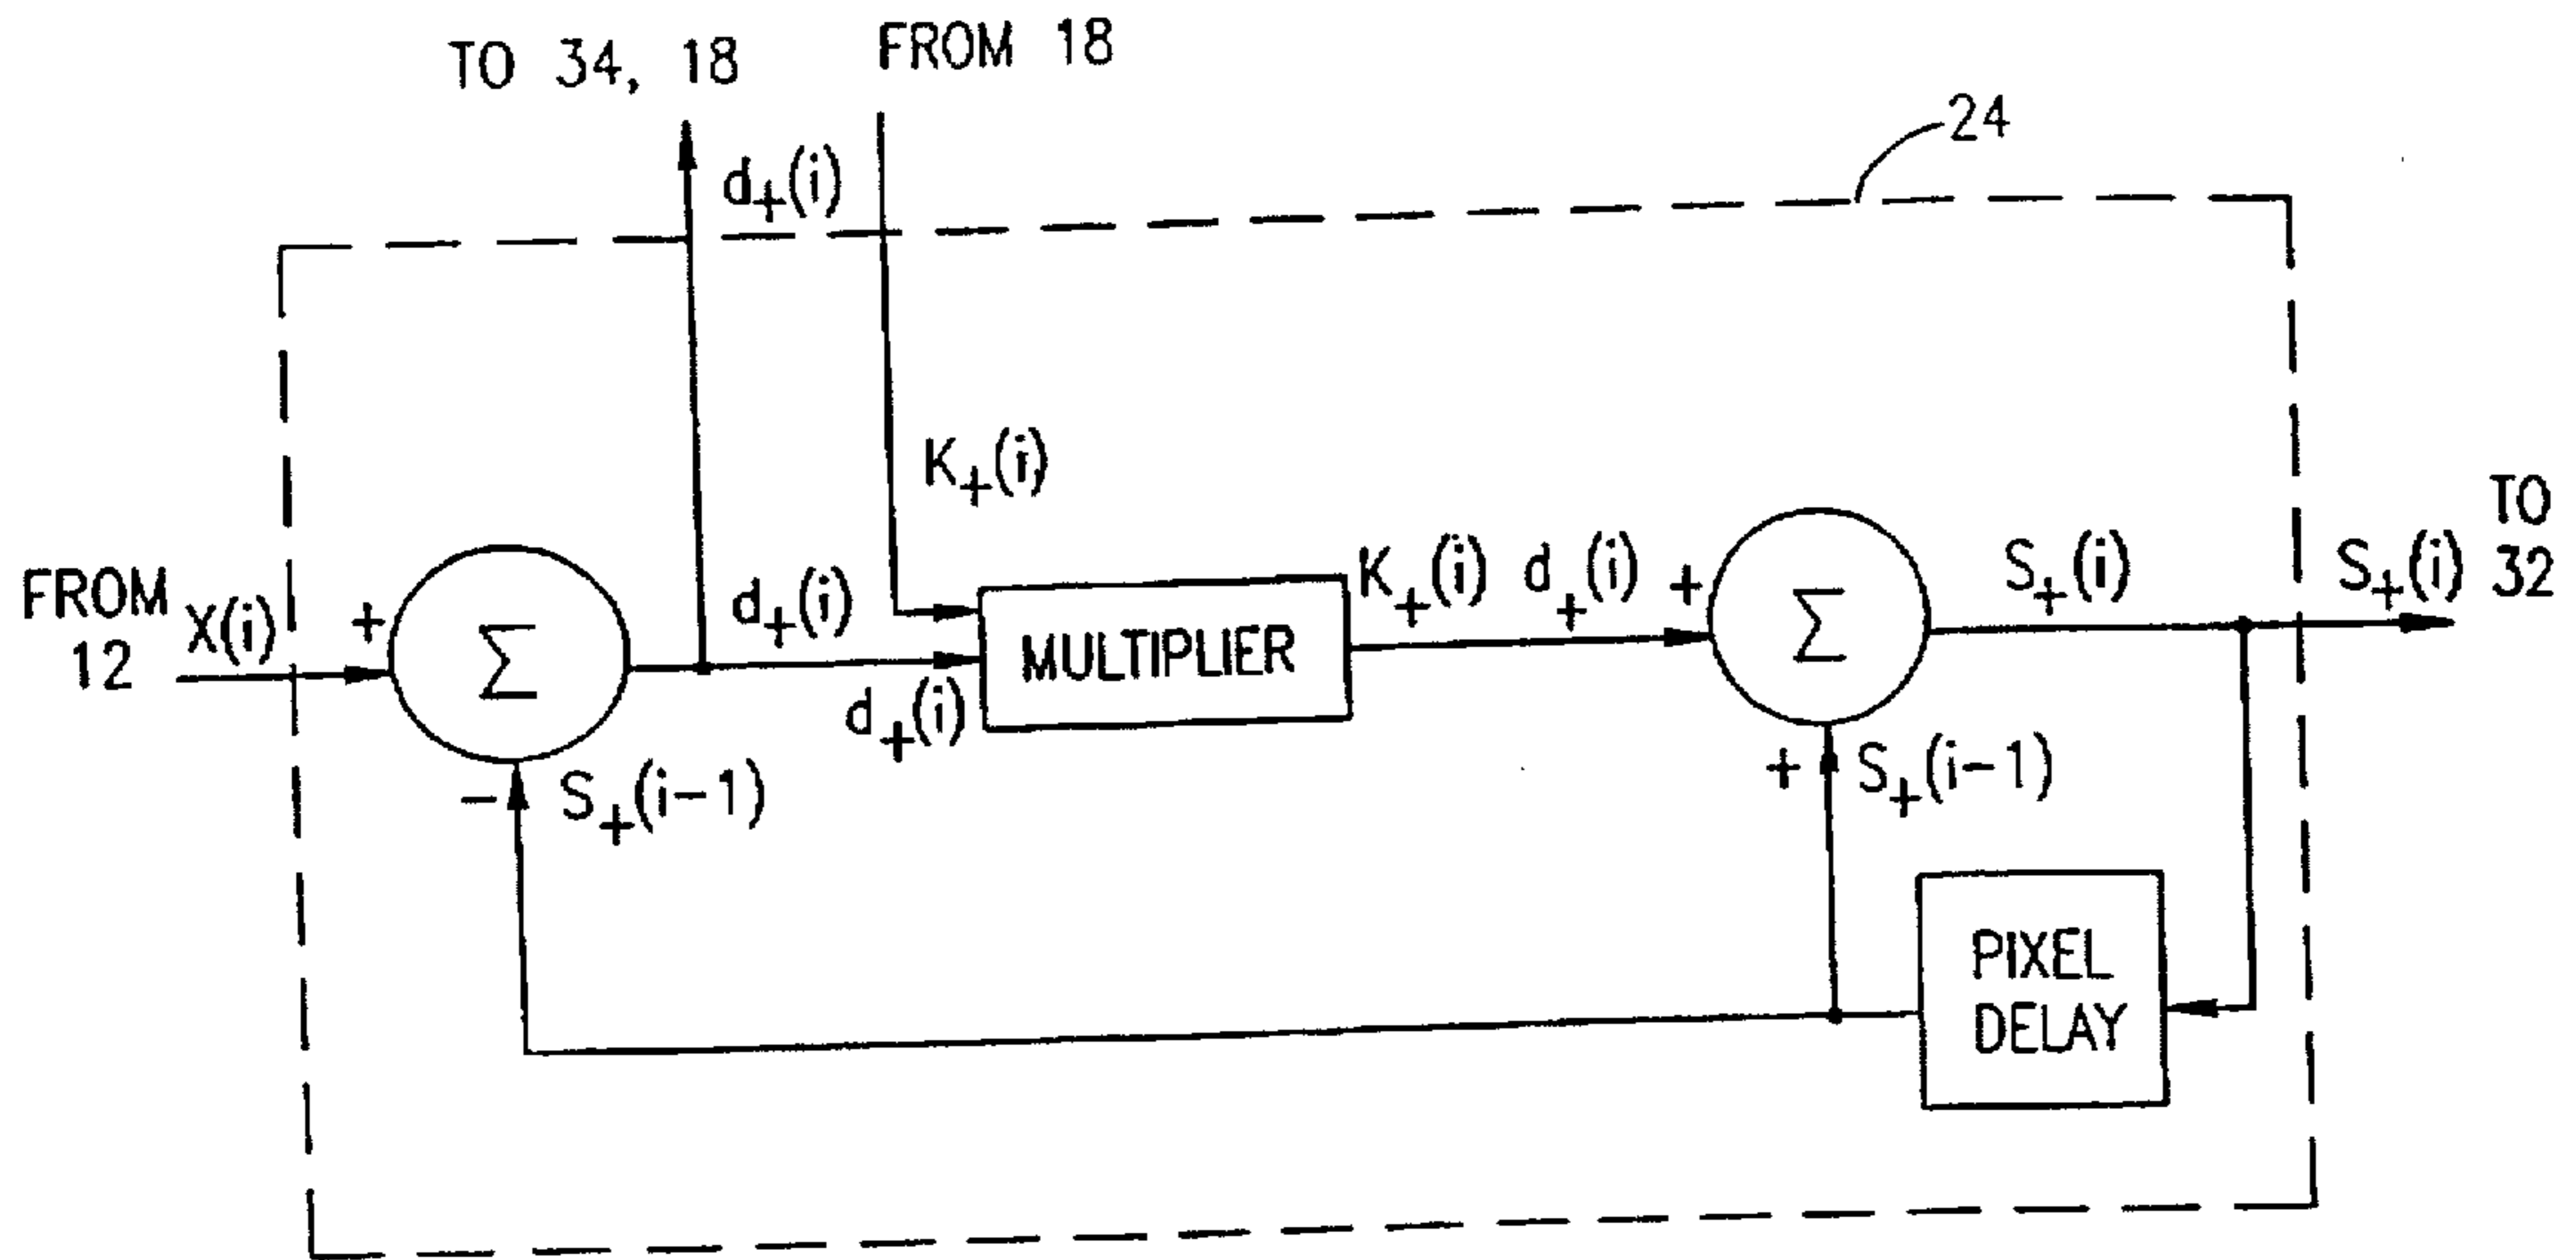 TO 34, 18
FROM 18
24
d₊(i)
K₊(i)
FROM
12
X(i)
+
Σ
d₊(i)
d₊(i)
MULTIPLIER
K₊(i) d₊(i)
+
Σ
S₊(i)
S₊(i)
TO
32
-
S₊(i-1)
+
S₊(i-1)
PIXEL
DELAY